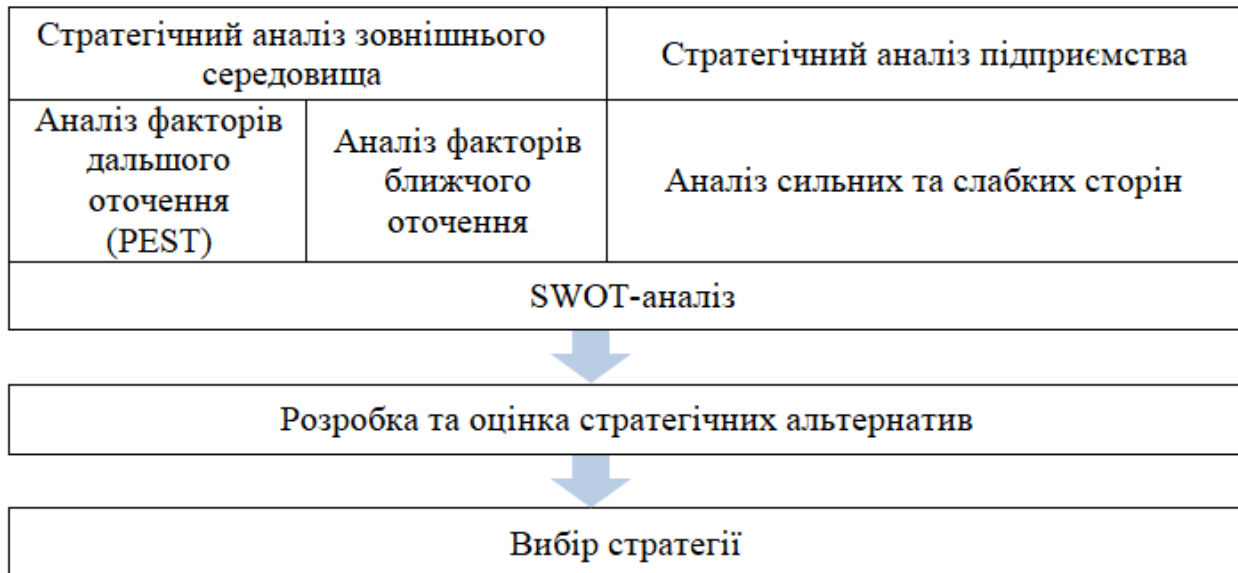 Стратегічний аналіз зовнішнього
середовища
Стратегічний аналіз підприємства
Аналіз факторів
дальшого
оточення
(PEST)
Аналіз факторів
ближчого
оточення
Аналіз сильних та слабких сторін
SWOT-аналіз
Розробка та оцінка стратегічних альтернатив
Вибір стратегії